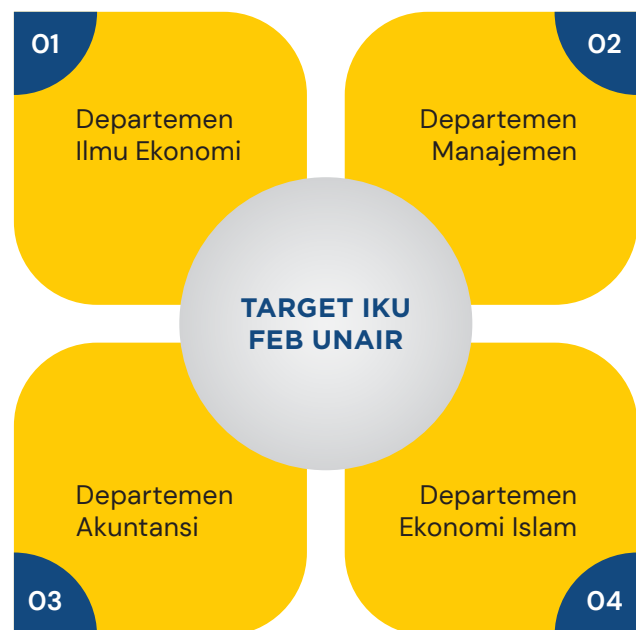 01
Departemen
Ilmu Ekonomi
02
Departemen
Manajemen
TARGET IKU
FEB UNAIR
03
Departemen
Akuntansi
04
Departemen
Ekonomi Islam